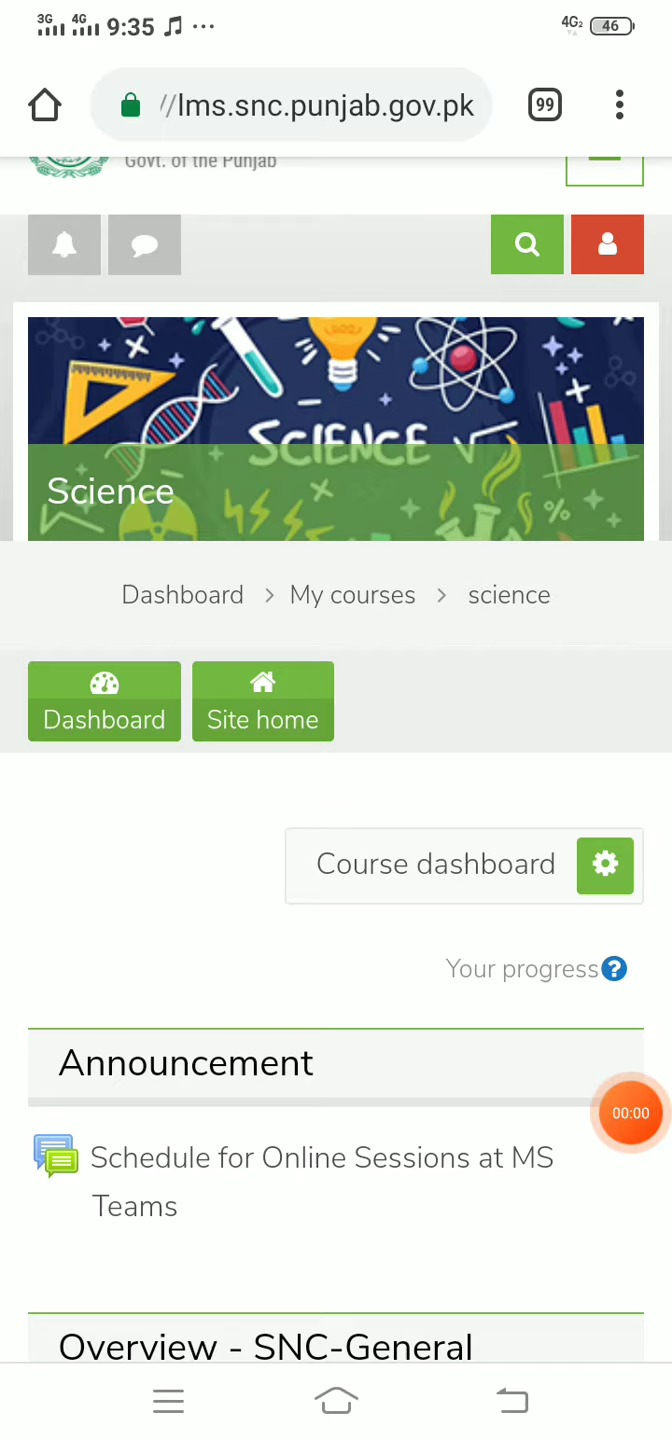 3G 4G 9:35 ... 4G2 46
//lms.snc.punjab.gov.pk 99
Govt. of the Punjab
SCIENCE
Science
Dashboard > My courses > science
Dashboard Site home
Course dashboard
Your progress ?
Announcement
00:00
Schedule for Online Sessions at MS
Teams
Overview - SNC-General